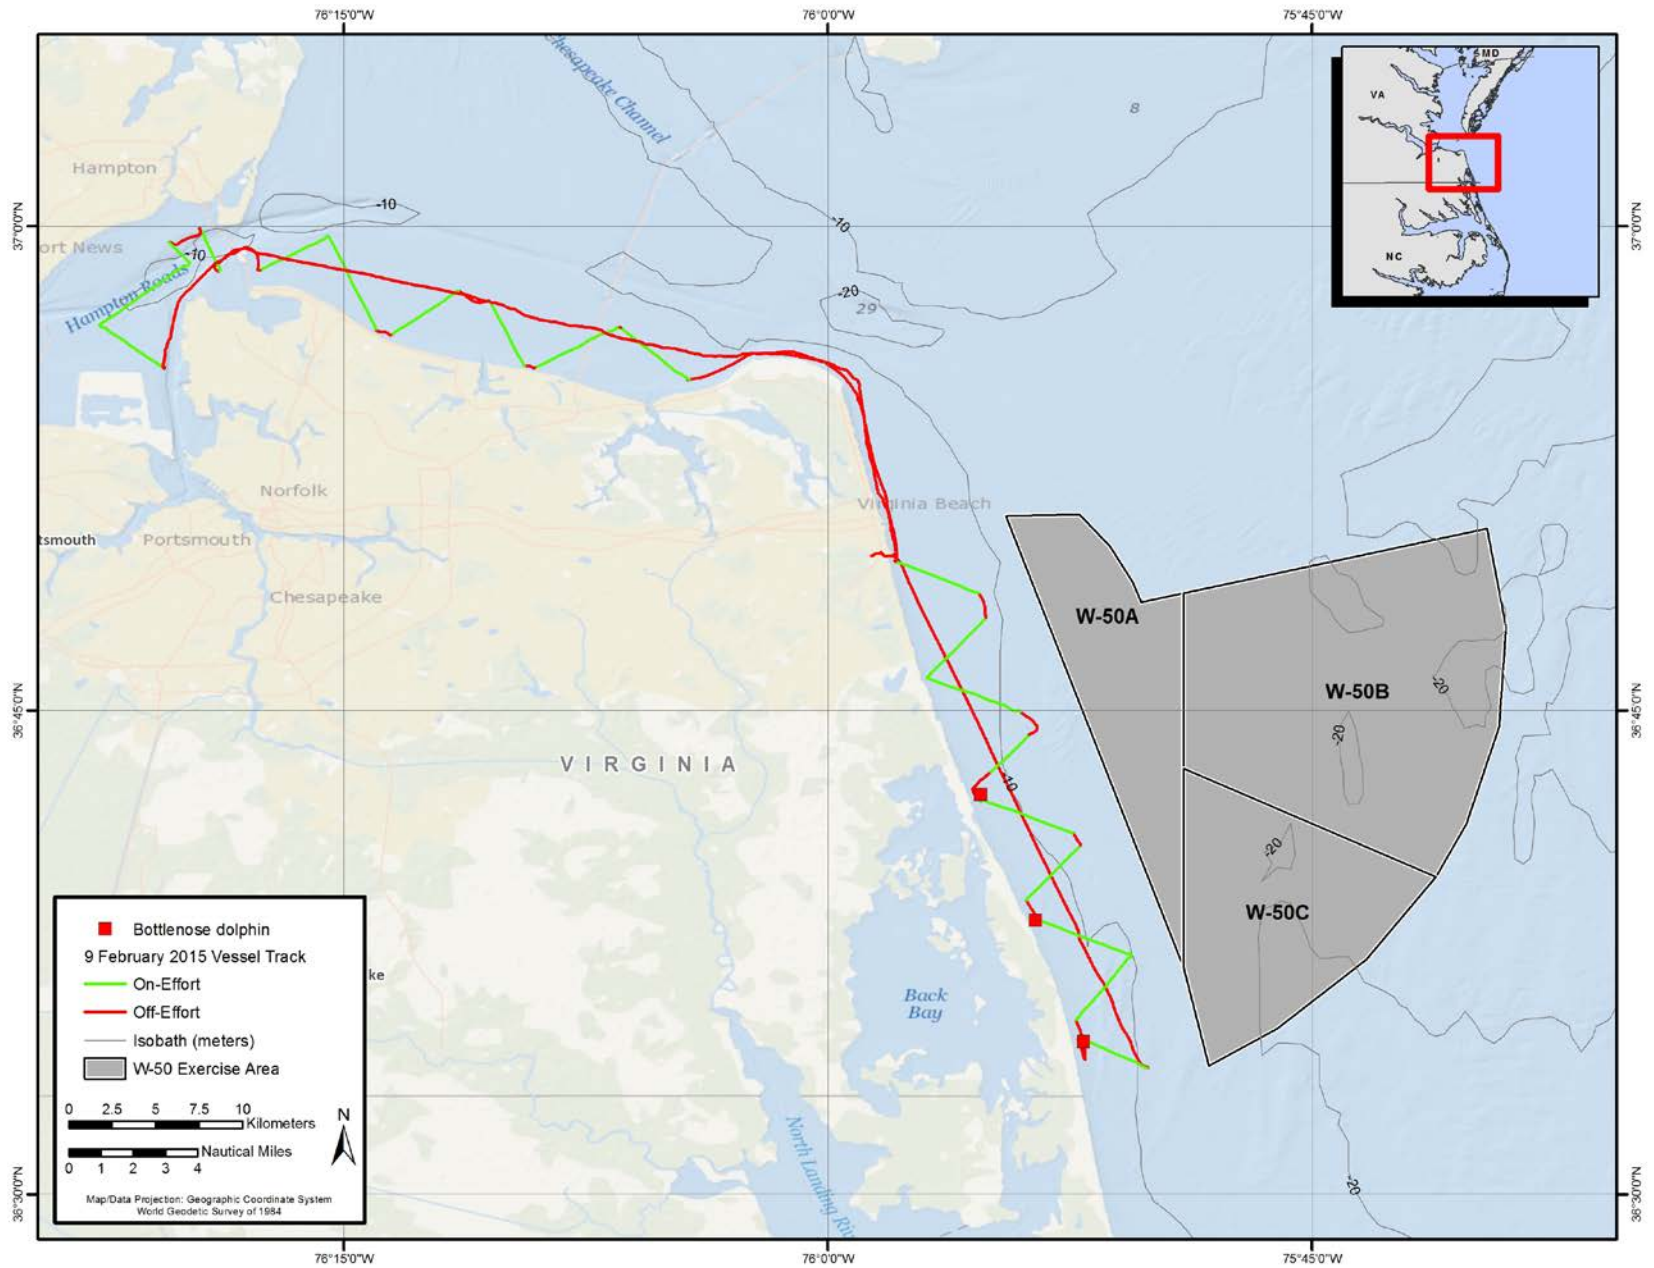 76°15'0"W
76°0'0"W
75°45'0"W
Chesapeake Channel
8
MD
VA
NC
Hampton
-10
37°0'0"N
37°0'0"N
ort News
-10
-10
Hampton Roads
-20
29
Norfolk
Virginia Beach
tsmouth
Portsmouth
Chesapeake
W-50A
W-50B
-20
36°45'0"N
36°45'0"N
-20
VIRGINIA
-10
-20
W-50C
Bottlenose dolphin
9 February 2015 Vessel Track
ke
On-Effort
Off-Effort
Back
Bay
Isobath (meters)
W-50 Exercise Area
0 2.5 5 7.5 10
Kilometers
N
Nautical Miles
0 1 2 3 4
Map/Data Projection: Geographic Coordinate System
World Geodetic Survey of 1984
North Landing Riv
-20
36°30'0"N
36°30'0"N
76°15'0"W
76°0'0"W
75°45'0"W